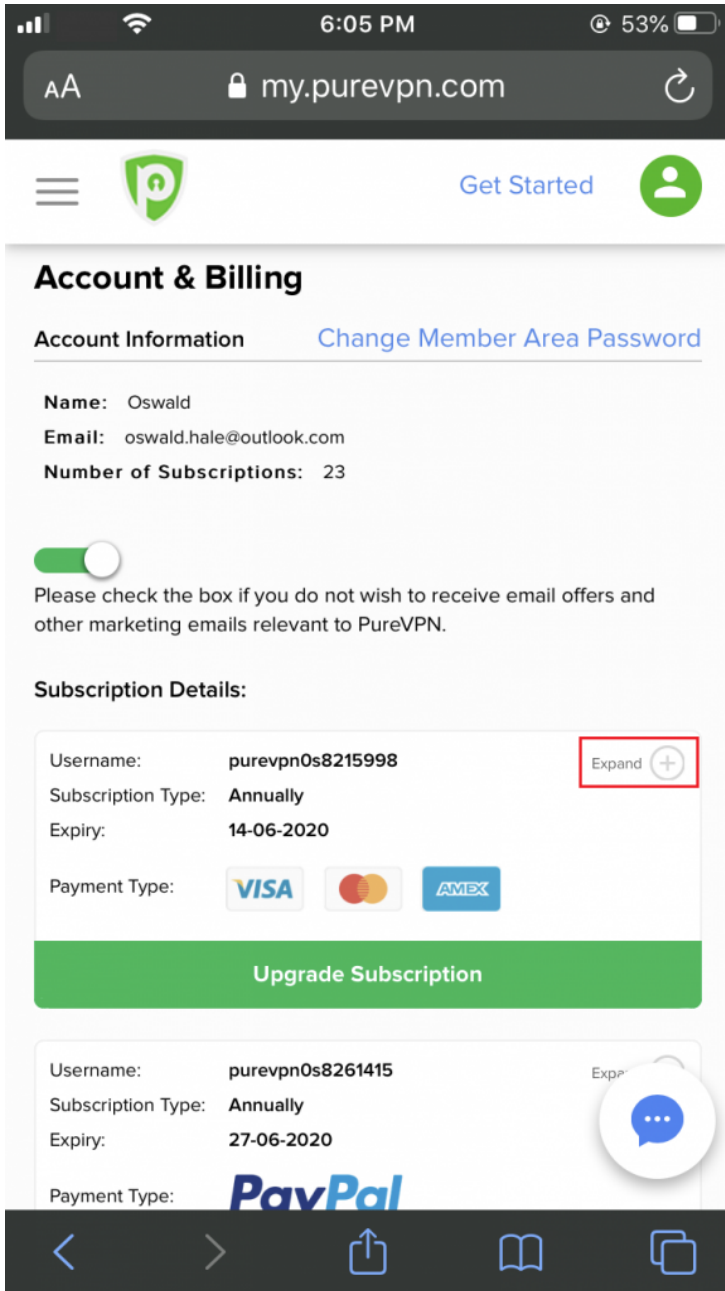 6:05 PM
53%
AA
my.purevpn.com
Get Started
Account & Billing
Account Information
Change Member Area Password
Name: Oswald
Email: oswald.hale@outlook.com
Number of Subscriptions: 23
Please check the box if you do not wish to receive email offers and
other marketing emails relevant to PureVPN.
Subscription Details:
Username: purevpn0s8215998
Expand
Subscription Type: Annually
Expiry: 14-06-2020
Payment Type: VISA AMEX
Upgrade Subscription
Username: purevpn0s8261415
Subscription Type: Annually
Expiry: 27-06-2020
Payment Type: PayPal